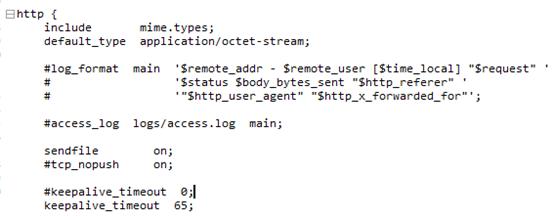 http {
    include       mime.types;
    default_type  application/octet-stream;
    #log_format  main  '$remote_addr - $remote_user [$time_local] "$request" '
    #                  '$status $body_bytes_sent "$http_referer" '
    #                  '"$http_user_agent" "$http_x_forwarded_for"';
    #access_log  logs/access.log  main;
    sendfile        on;
    #tcp_nopush     on;
    #keepalive_timeout  0;
    keepalive_timeout  65;